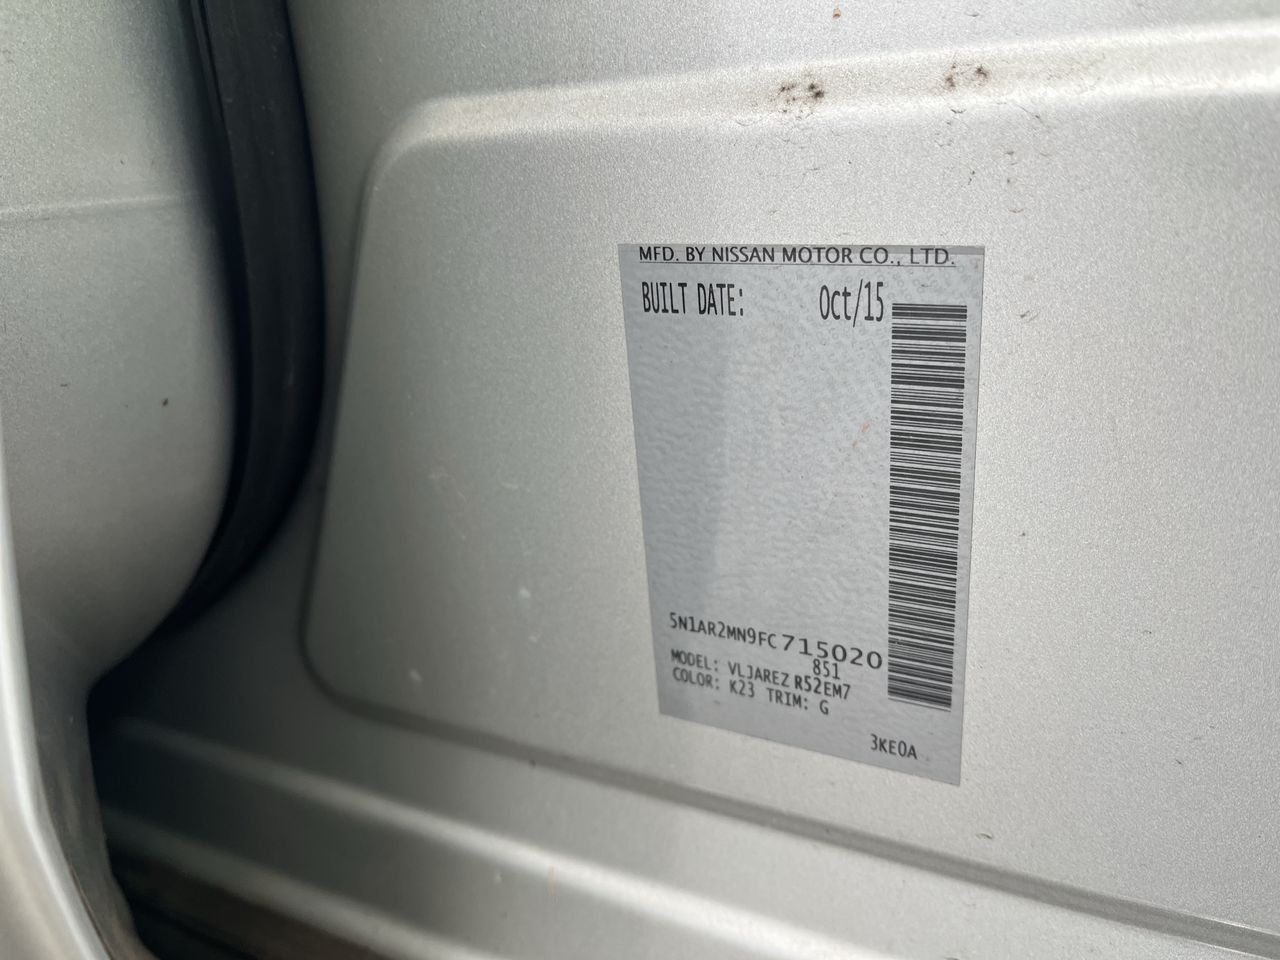 MFD. BY NISSAN MOTOR CO., LTD.
BUILT DATE: Oct/15
5N1AR2MN9FC715020
851
MODEL: VLJAREZ R52EM7
COLOR: K23 TRIM: G
3KE0A